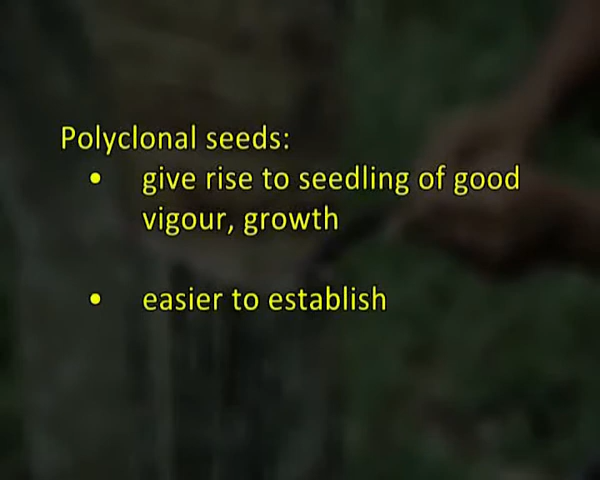 Polyclonal seeds:
• give rise to seedling of good
vigour, growth
• easier to establish